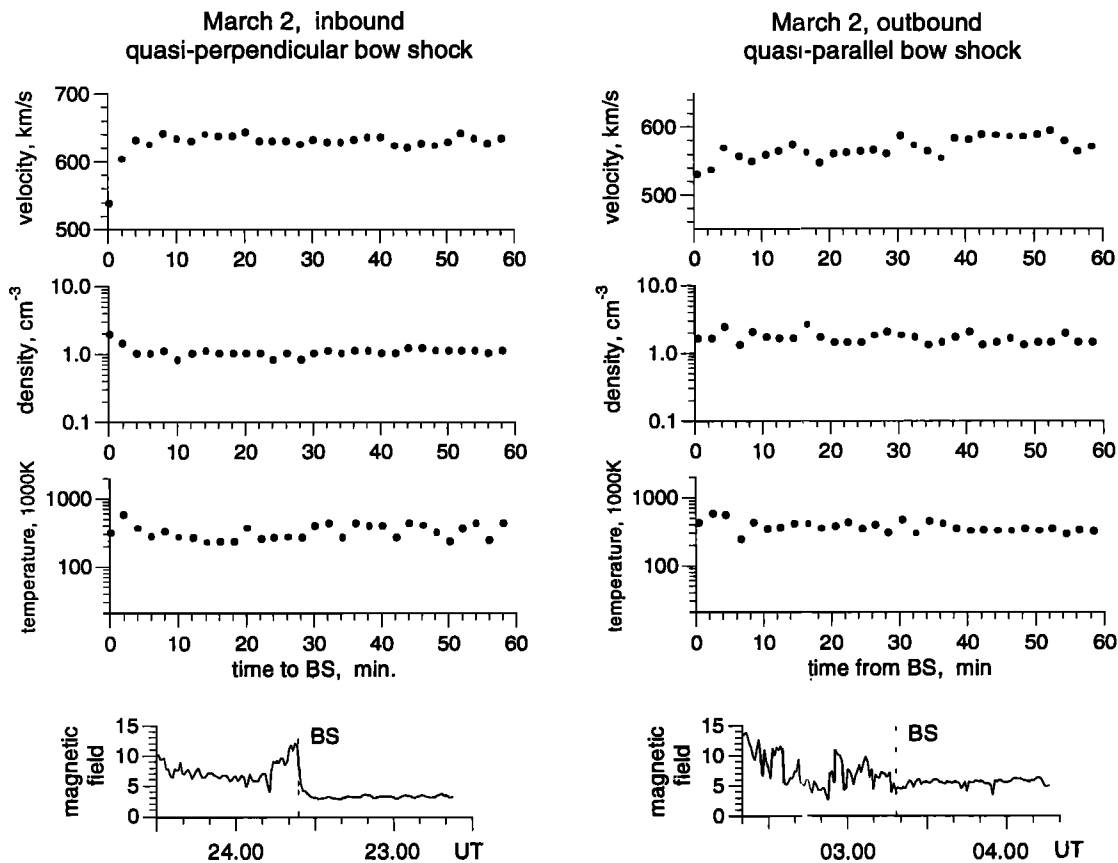 March 2, inbound
quasi-perpendicular bow shock
velocity, km/s
700
600
500
0 10 20 30 40 50 60
density, cm-3
10.0
1.0
0.1
0 10 20 30 40 50 60
temperature, 1000K
1000
100
0 10 20 30 40 50 60
time to BS, min.
magnetic
field
15
10
5
0
BS
24.00 23.00 UT
March 2, outbound
quasi-parallel bow shock
velocity, km/s
600
500
0 10 20 30 40 50 60
density, cm-3
10.0
1.0
0.1
0 10 20 30 40 50 60
temperature, 1000K
1000
100
0 10 20 30 40 50 60
time from BS, min
magnetic
field
15
10
5
0
BS
03.00 04.00 UT